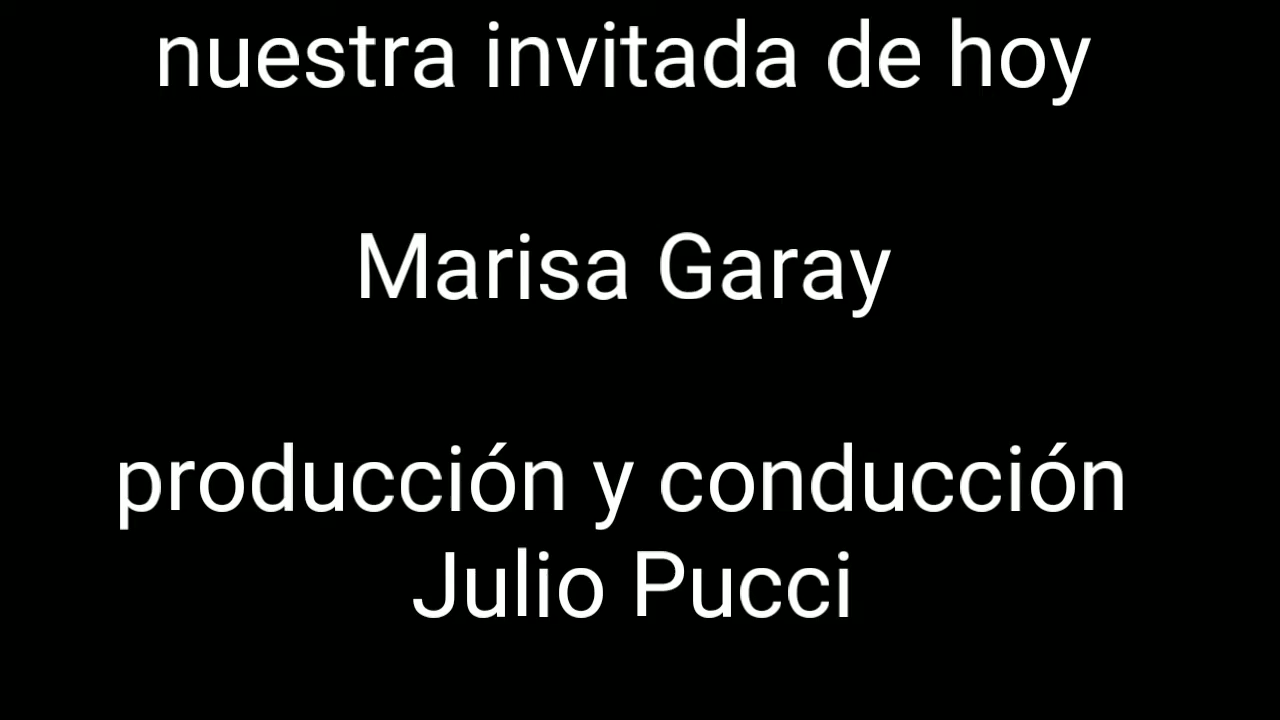 nuestra invitada de hoy
Marisa Garay
producción y conducción
Julio Pucci